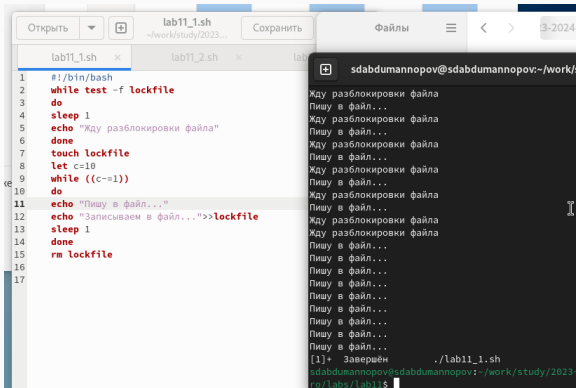 Открыть
lab11_1.sh
~/work/study/2023...
Сохранить
Файлы
3-2024
lab11_1.sh ×
lab11_2.sh ×
lab
1 #!/bin/bash
2 while test -f lockfile
3 do
4 sleep 1
5 echo "Жду разблокировки файла"
6 done
7 touch lockfile
8 let c=10
9 while ((c-=1))
10 do
11 echo "Пишу в файл..."
12 echo "Записываем в файл...">>lockfile
13 sleep 1
14 done
15 rm lockfile
16
17
sdabdumannopov@sdabdumannopov:~/work/s
Жду разблокировки файла
Пишу в файл...
Жду разблокировки файла
Пишу в файл...
Жду разблокировки файла
Пишу в файл...
Жду разблокировки файла
Пишу в файл...
Жду разблокировки файла
Пишу в файл...
Жду разблокировки файла
Жду разблокировки файла
Пишу в файл...
Пишу в файл...
Пишу в файл...
Пишу в файл...
Пишу в файл...
Пишу в файл...
Пишу в файл...
Пишу в файл...
Пишу в файл...
[1]+ Завершён ./lab11_1.sh
sdabdumannopov@sdabdumannopov:~/work/study/2023-
ro/labs/lab11$